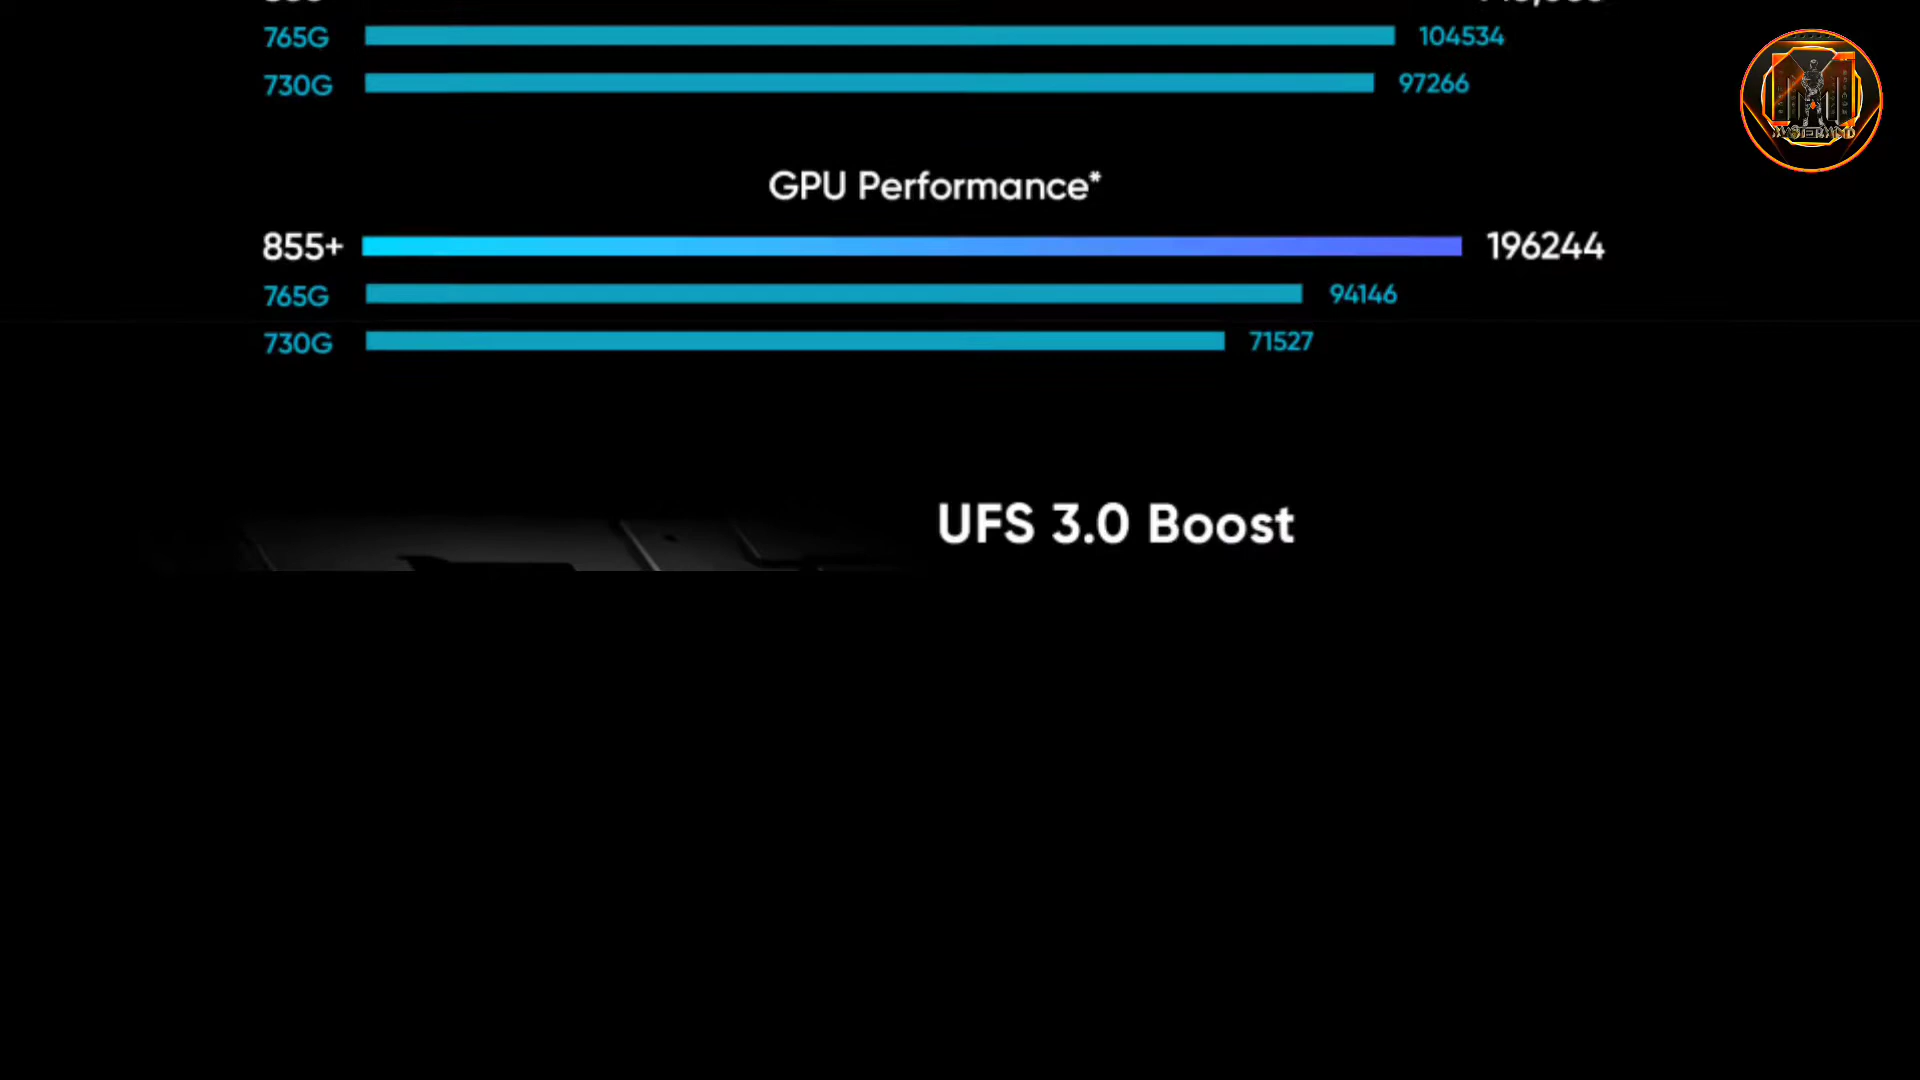 765G 104534
730G 97266
GPU Performance*
855+ 196244
765G 94146
730G 71527
UFS 3.0 Boost